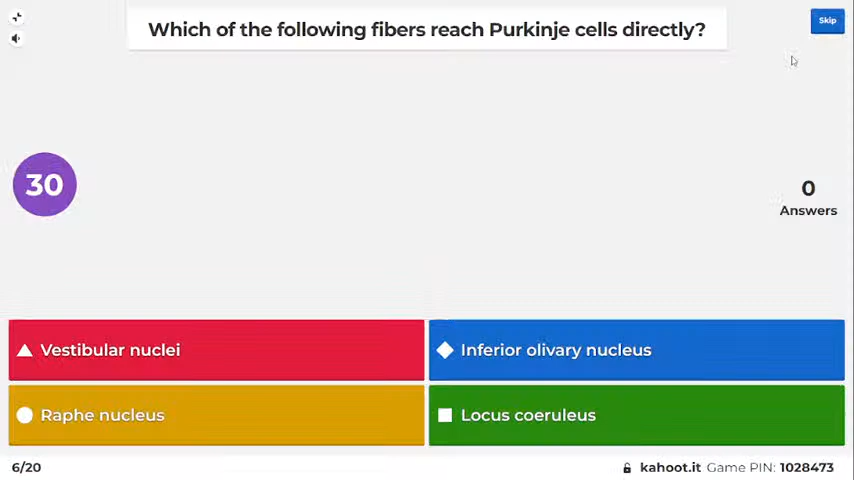 Which of the following fibers reach Purkinje cells directly?
Skip
30
0
Answers
Vestibular nuclei
Inferior olivary nucleus
Raphe nucleus
Locus coeruleus
6/20
kahoot.it Game PIN: 1028473